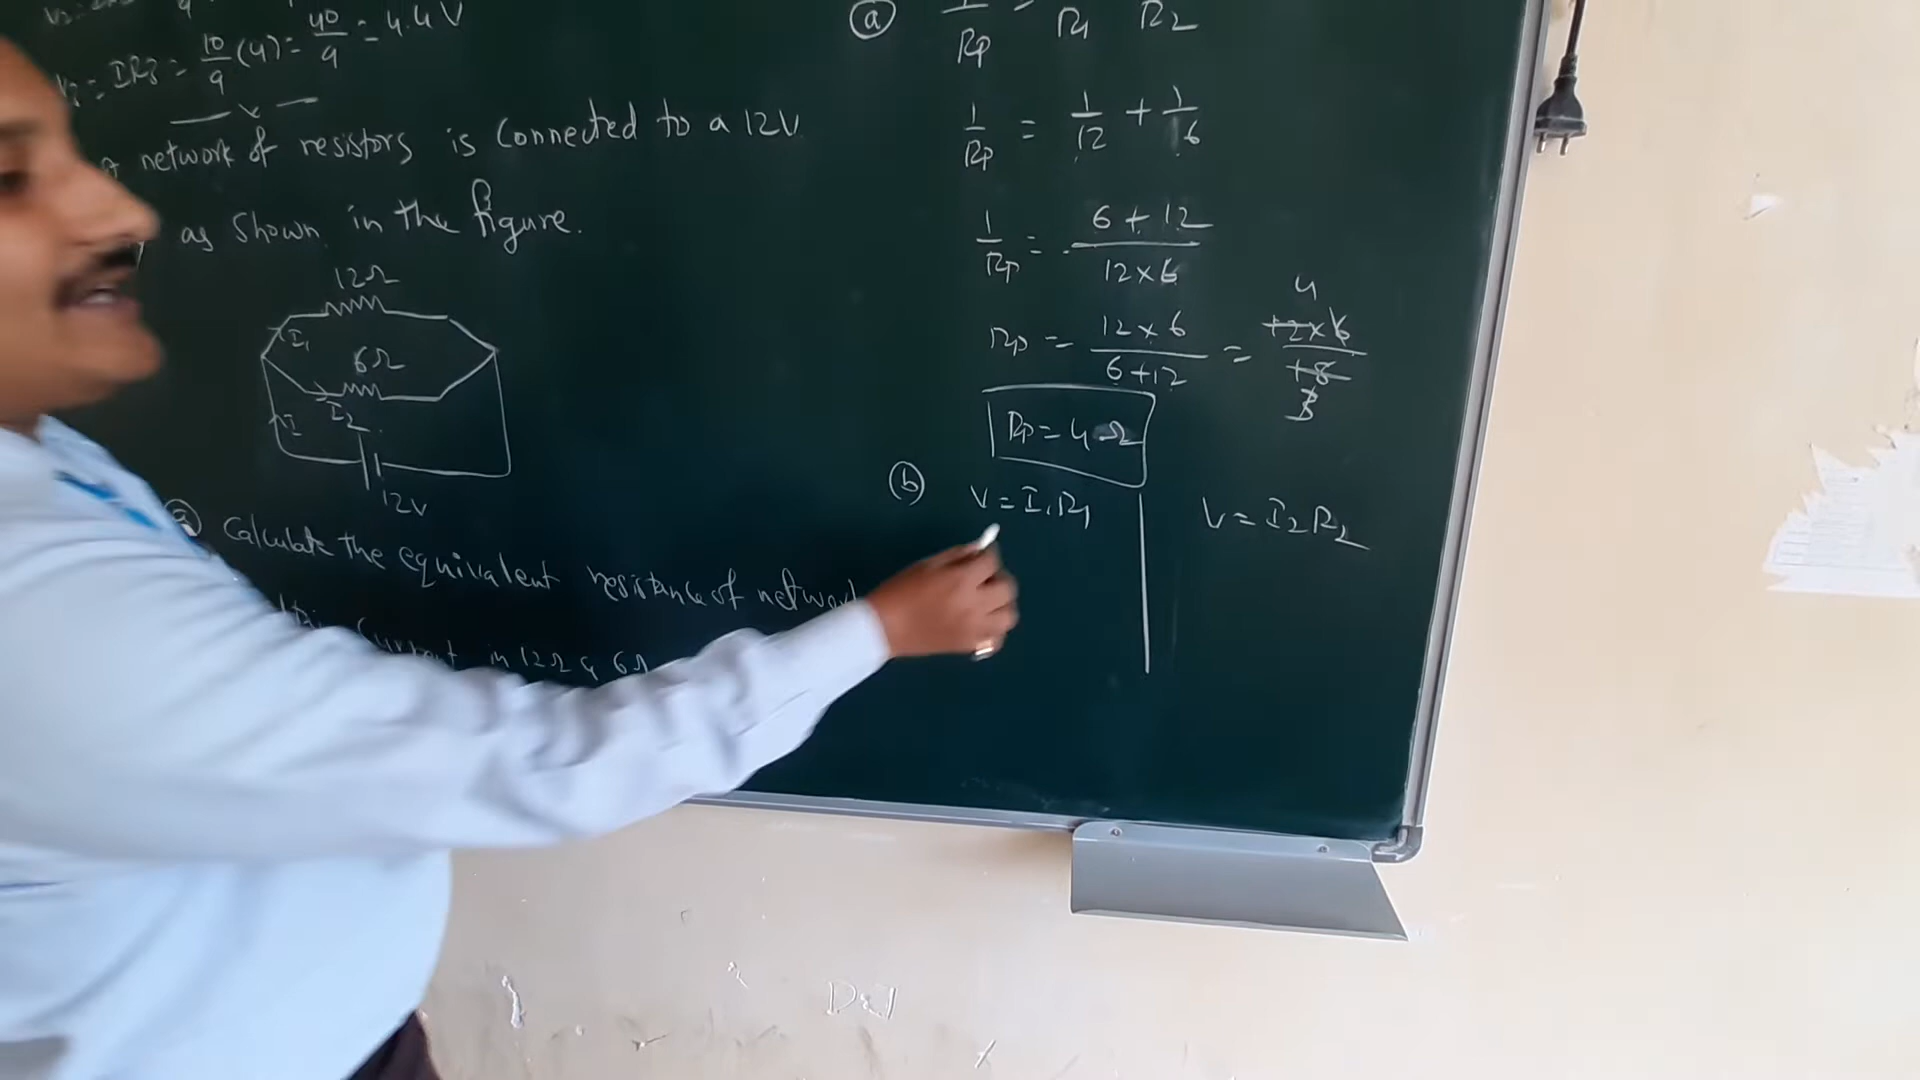 V₃ = IR₃ = 10/9 (4) = 40/9 = 4.4 V
network of resistors is Connected to a 12V
as Shown in the figure.
12Ω
I₁
6Ω
I₂
I
12V
ⓐ Calculate the equivalent resistance of network
Current in 12Ω & 6Ω
ⓐ 1/Rp = R₁ R₂
1/Rp = 1/12 + 1/6
1/Rp = 6 + 12 / 12 × 6
Rp = 12 × 6 / 6 + 12 = 12 × 6 / 18
4
3
Rp = 4 Ω
ⓑ V = I₁R₁
V = I₂R₂
D&J